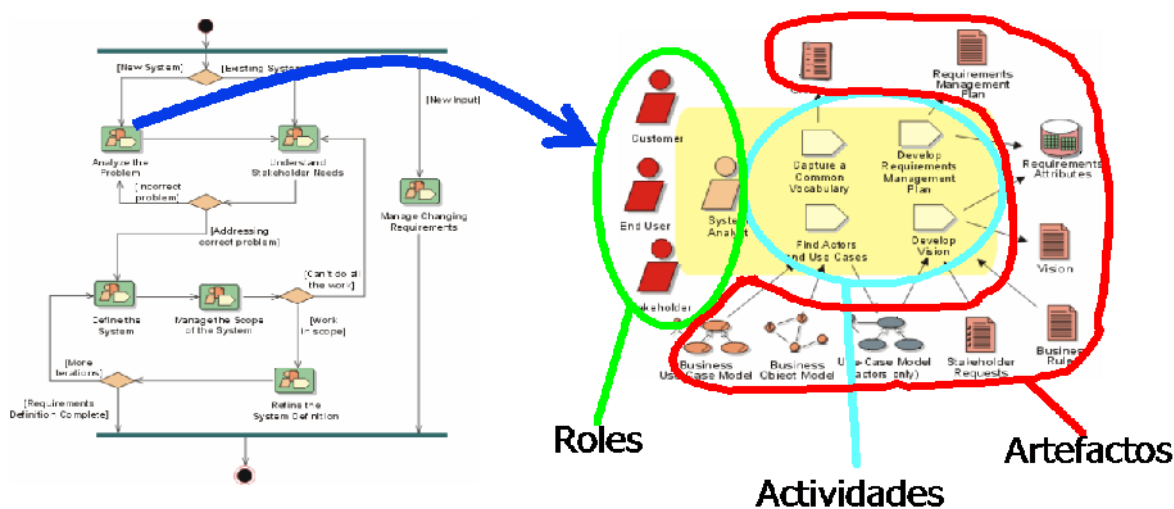 [New System]
[Existing System]
[New Input]
Analyze the
Problem
Understand
Stakeholder Needs
Manage Changing
Requirements
[Incorrect
problem]
[Addressing
correct problem]
[Can't do all
the work]
Define the
System
Manage the Scope
of the System
[Work
in scope]
[More
Iterations]
[Requirements
Definition Complete]
Refine the
System Definition
Customer
End User
System
Analyst
Capture a
Common
Vocabulary
Develop
Requirements
Management
Plan
Find Actors
and Use Cases
Develop
Vision
Requirements
Management
Plan
Requirements
Attributes
Vision
Business
Business
Use-Case Model
Business
Object Model
Use-Case Model
(actors only)
Stakeholder
Requests
Roles
Actividades
Artefactos